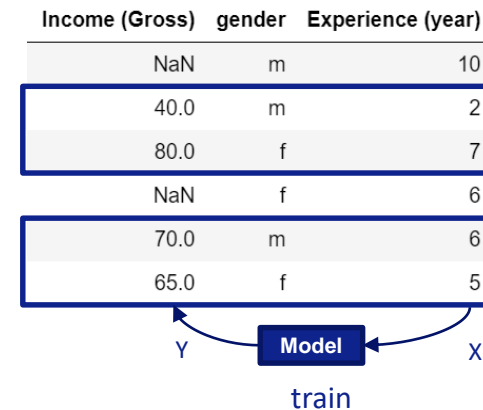 Income (Gross) gender Experience (year)
NaN m 10
40.0 m 2
80.0 f 7
NaN f 6
70.0 m 6
65.0 f 5
Y Model X
train